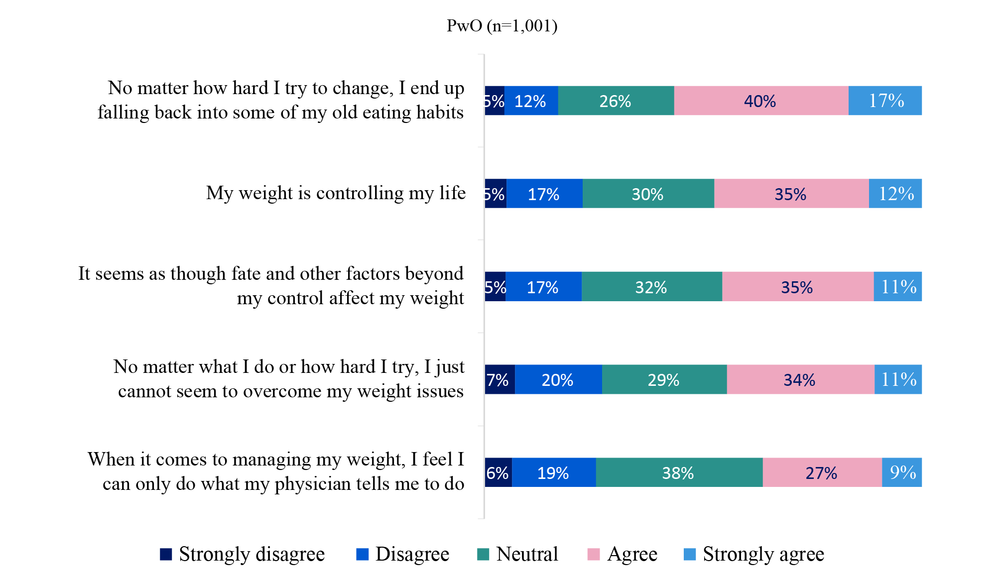 PwO (n=1,001)
No matter how hard I try to change, I end up
falling back into some of my old eating habits
5% 12% 26% 40% 17%
My weight is controlling my life
5% 17% 30% 35% 12%
It seems as though fate and other factors beyond
my control affect my weight
5% 17% 32% 35% 11%
No matter what I do or how hard I try, I just
cannot seem to overcome my weight issues
7% 20% 29% 34% 11%
When it comes to managing my weight, I feel I
can only do what my physician tells me to do
6% 19% 38% 27% 9%
Strongly disagree Disagree Neutral Agree Strongly agree